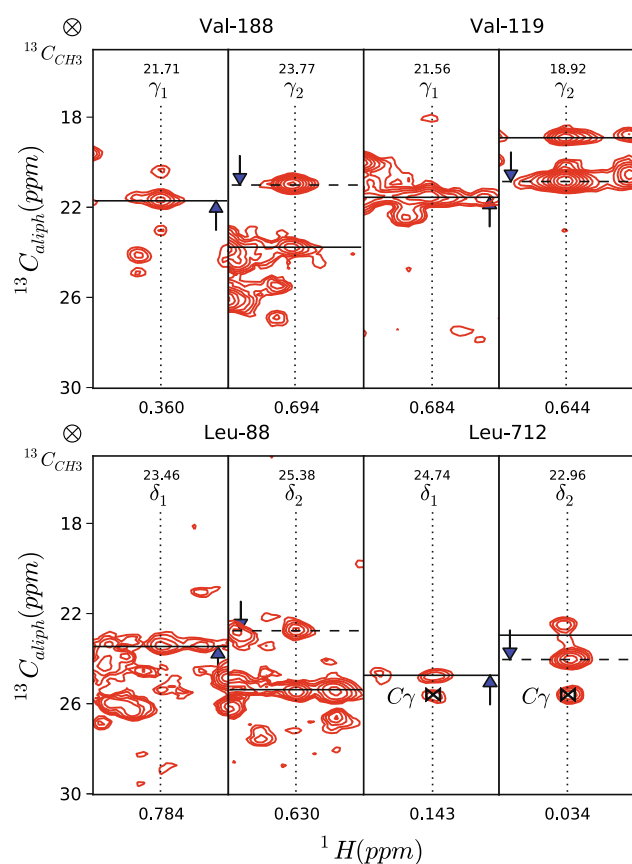 ⊗ Val-188 Val-119
13C_CH3
21.71 23.77 21.56 18.92
γ1 γ2 γ1 γ2
18
22
26
30
13C_aliph(ppm)
0.360 0.694 0.684 0.644
⊗ Leu-88 Leu-712
13C_CH3
23.46 25.38 24.74 22.96
δ1 δ2 δ1 δ2
18
22
26
30
13C_aliph(ppm)
Cγ Cγ
0.784 0.630 0.143 0.034
1H(ppm)